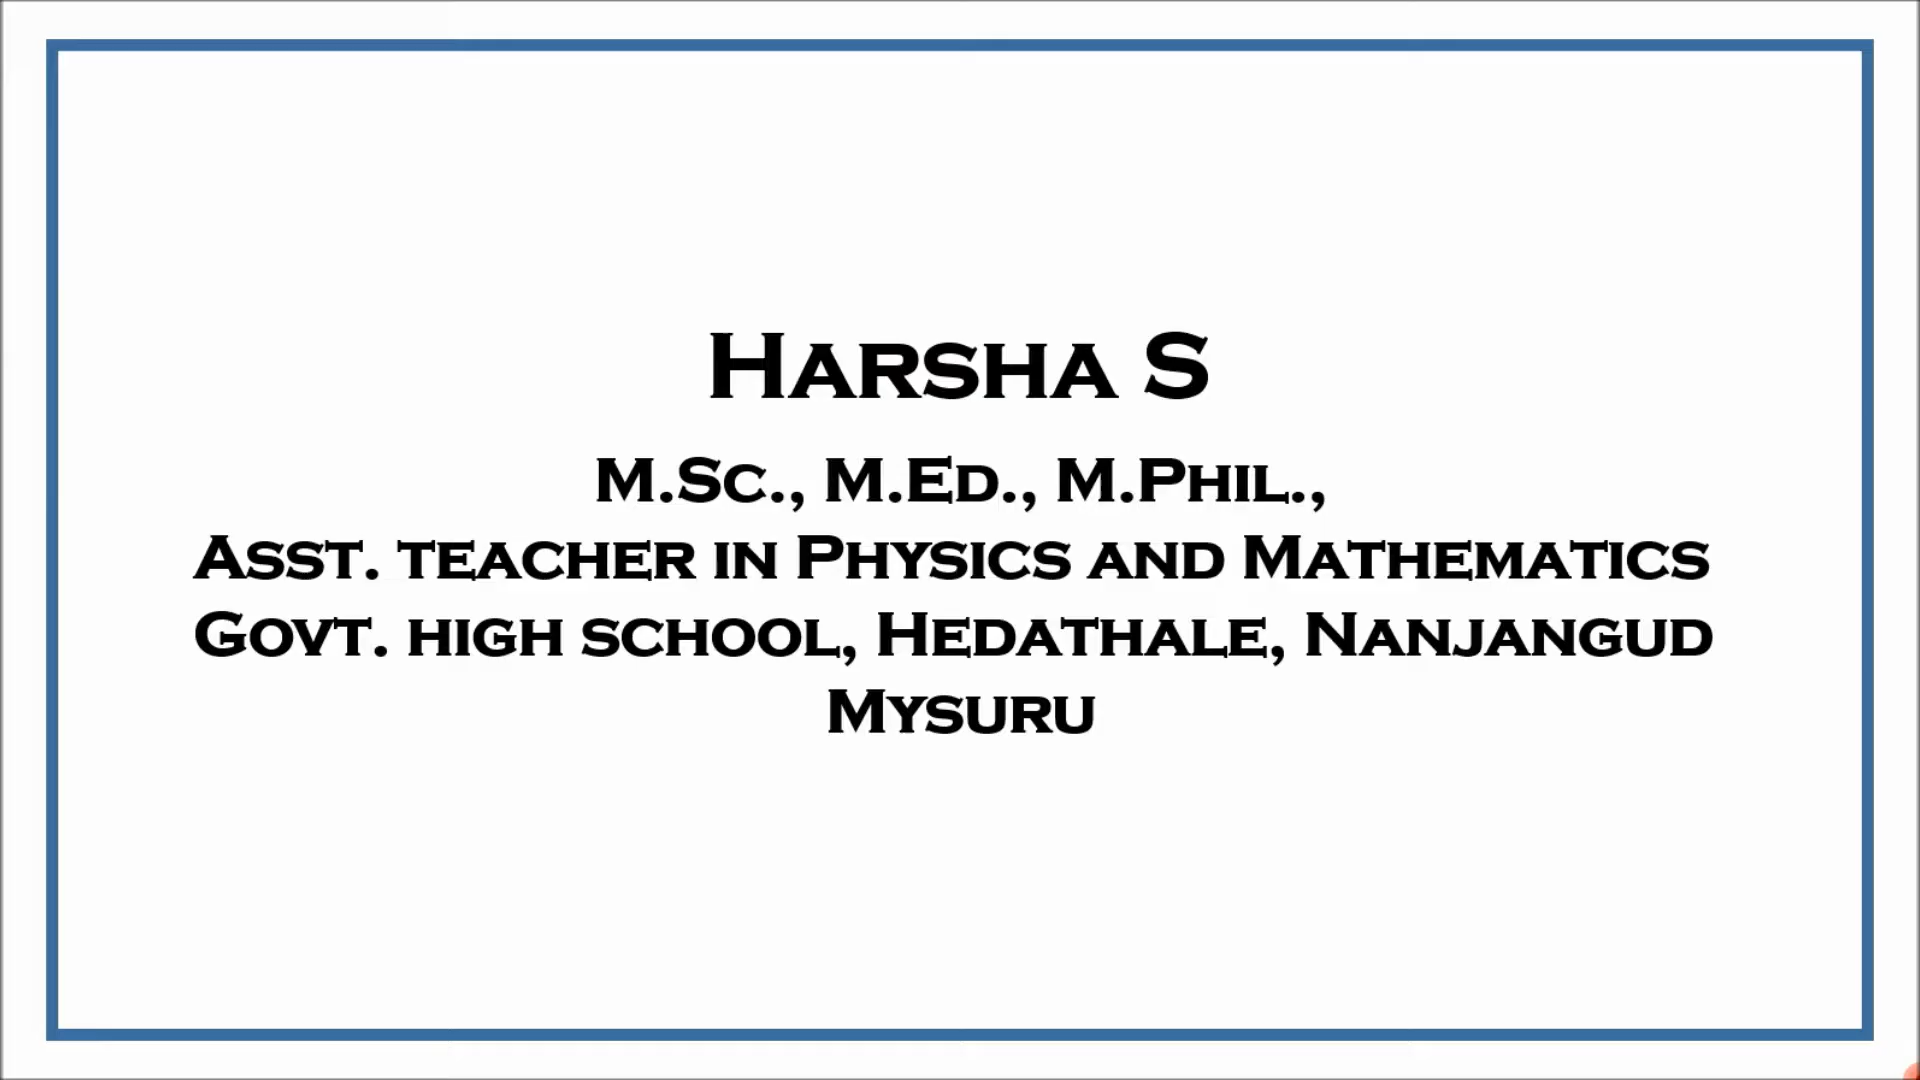 Harsha S
M.Sc., M.Ed., M.Phil.,
Asst. teacher in Physics and Mathematics
Govt. high school, Hedathale, Nanjangud
Mysuru